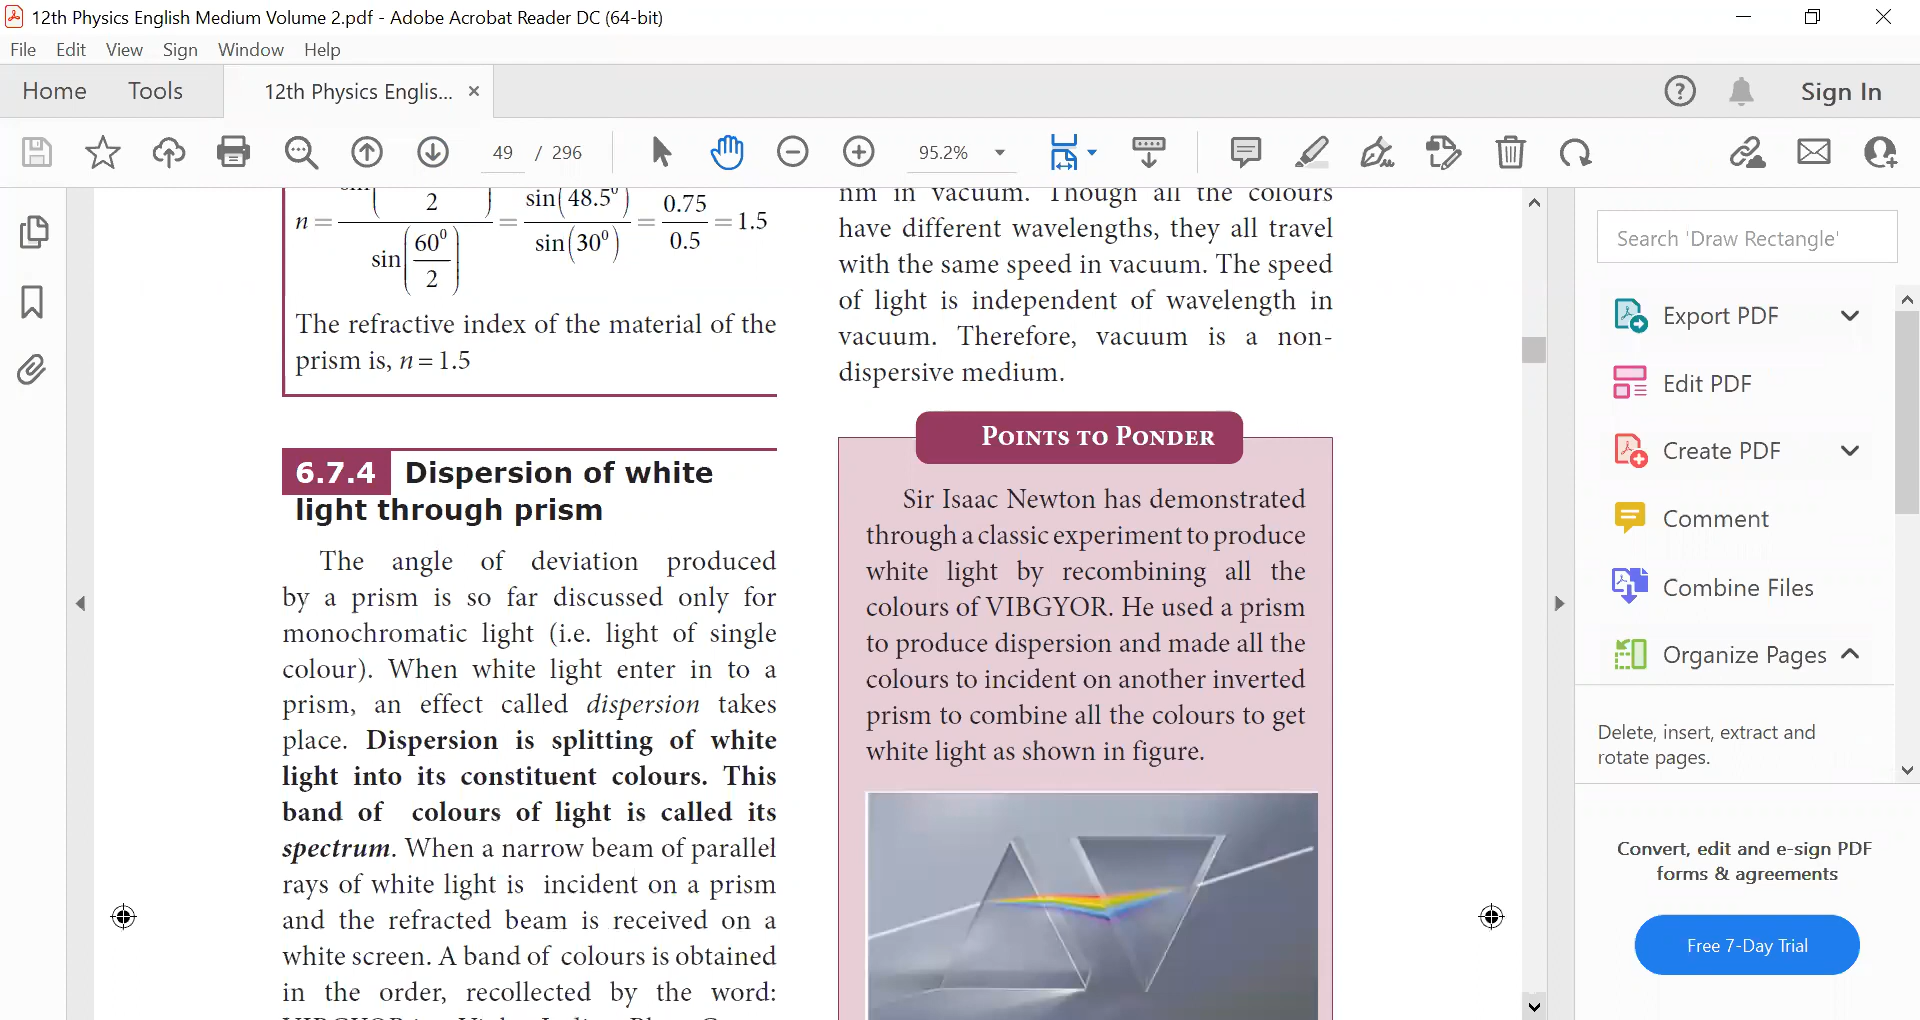 12th Physics English Medium Volume 2.pdf - Adobe Acrobat Reader DC (64-bit)
File Edit View Sign Window Help
Home Tools 12th Physics Englis... × Sign In
49 / 296 95.2%
2
n = sin(48.5⁰) 0.75
= = = 1.5
sin(60⁰ sin(30⁰) 0.5
2)
The refractive index of the material of the
prism is, n = 1.5
6.7.4 Dispersion of white
light through prism
The angle of deviation produced
by a prism is so far discussed only for
monochromatic light (i.e. light of single
colour). When white light enter in to a
prism, an effect called dispersion takes
place. Dispersion is splitting of white
light into its constituent colours. This
band of colours of light is called its
spectrum. When a narrow beam of parallel
rays of white light is incident on a prism
and the refracted beam is received on a
white screen. A band of colours is obtained
in the order, recollected by the word:
nm in vacuum. Though all the colours
have different wavelengths, they all travel
with the same speed in vacuum. The speed
of light is independent of wavelength in
vacuum. Therefore, vacuum is a non-
dispersive medium.
POINTS TO PONDER
Sir Isaac Newton has demonstrated
through a classic experiment to produce
white light by recombining all the
colours of VIBGYOR. He used a prism
to produce dispersion and made all the
colours to incident on another inverted
prism to combine all the colours to get
white light as shown in figure.
Search 'Draw Rectangle'
Export PDF
Edit PDF
Create PDF
Comment
Combine Files
Organize Pages
Delete, insert, extract and
rotate pages.
Convert, edit and e-sign PDF
forms & agreements
Free 7-Day Trial